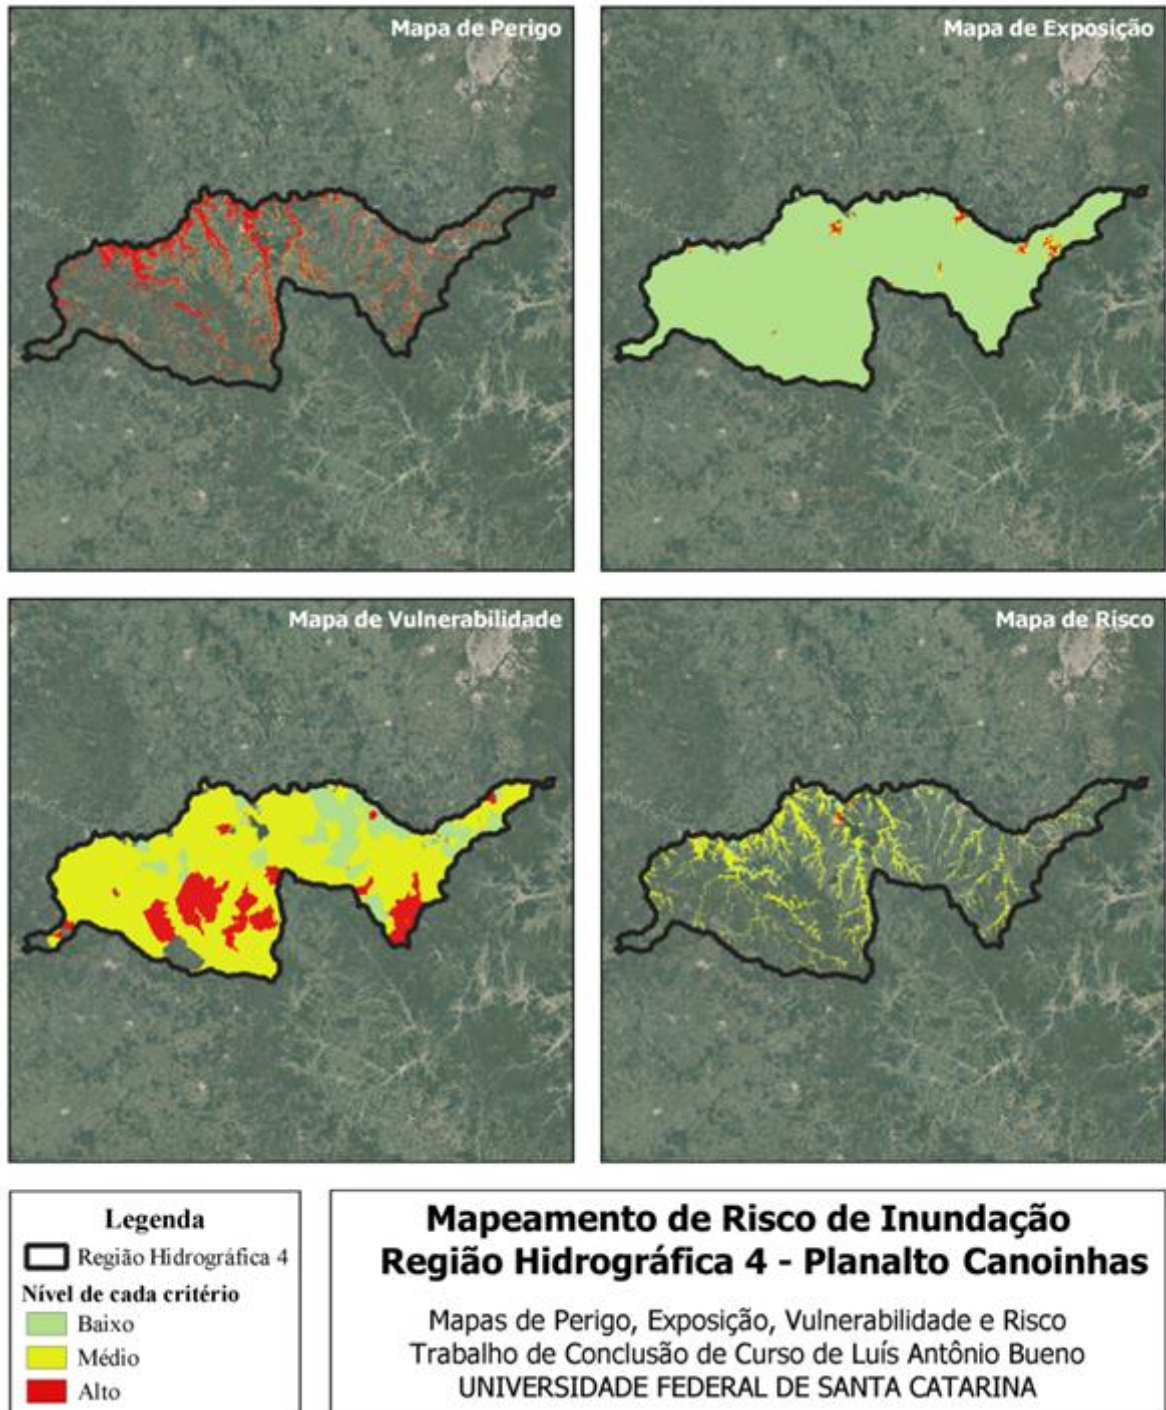 Mapa de Perigo
Mapa de Exposição
Mapa de Vulnerabilidade
Mapa de Risco
Legenda
Região Hidrográfica 4
Nível de cada critério
Baixo
Médio
Alto
Mapeamento de Risco de Inundação
Região Hidrográfica 4 - Planalto Canoinhas
Mapas de Perigo, Exposição, Vulnerabilidade e Risco
Trabalho de Conclusão de Curso de Luís Antônio Bueno
UNIVERSIDADE FEDERAL DE SANTA CATARINA